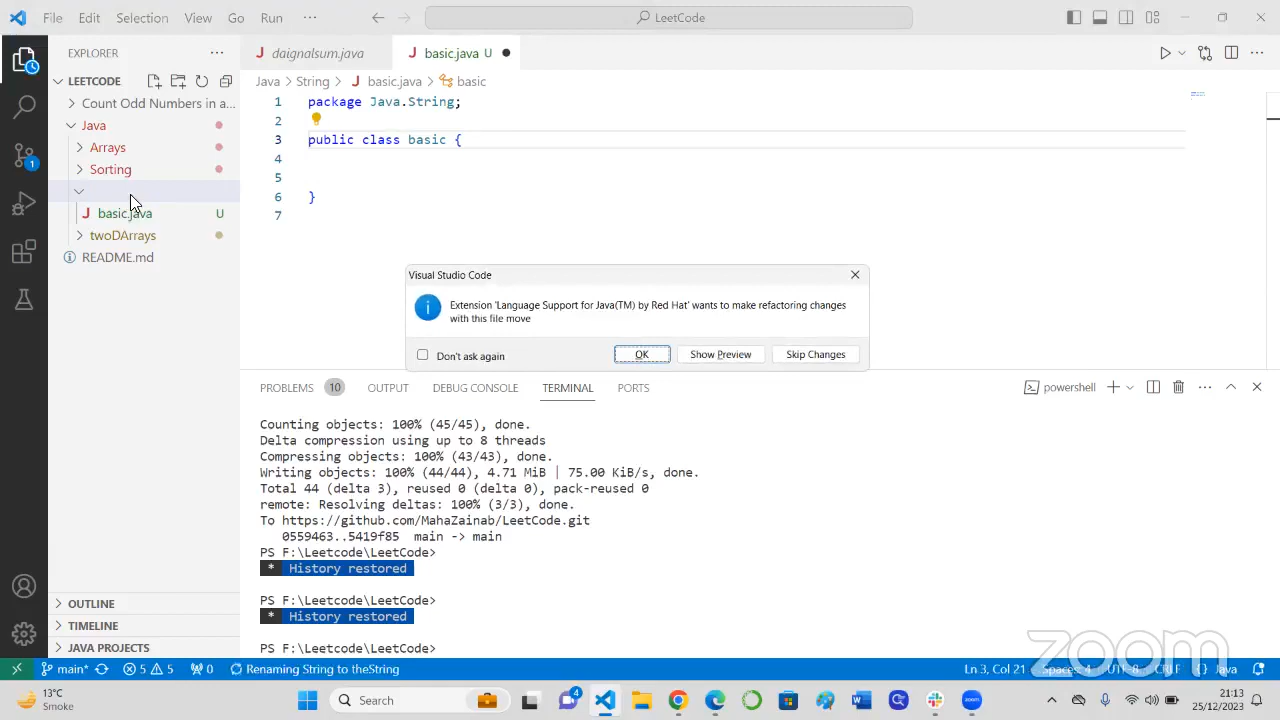 File Edit Selection View Go Run ··· LeetCode
EXPLORER ···
LEETCODE
Count Odd Numbers in a...
Java
Arrays
Sorting
basic.java U
twoDArrays
README.md
OUTLINE
TIMELINE
JAVA PROJECTS
daignalsum.java basic.java U
Java > String > basic.java > basic
1 package Java.String;
2
3 public class basic {
4
5
6 }
7
Visual Studio Code
Extension 'Language Support for Java(TM) by Red Hat' wants to make refactoring changes
with this file move
Don't ask again OK Show Preview Skip Changes
PROBLEMS 10 OUTPUT DEBUG CONSOLE TERMINAL PORTS powershell
Counting objects: 100% (45/45), done.
Delta compression using up to 8 threads
Compressing objects: 100% (43/43), done.
Writing objects: 100% (44/44), 4.71 MiB | 75.00 KiB/s, done.
Total 44 (delta 3), reused 0 (delta 0), pack-reused 0
remote: Resolving deltas: 100% (3/3), done.
To https://github.com/MahaZainab/LeetCode.git
0559463..5419f85 main -> main
PS F:\Leetcode\LeetCode>
* History restored
PS F:\Leetcode\LeetCode>
* History restored
PS F:\Leetcode\LeetCode>
zoom
main* 5 5 0 Renaming String to theString Ln 3, Col 21 Spaces: 4 UTF-8 CRLF {} Java
13°C
Smoke
Search
4
21:13
25/12/2023